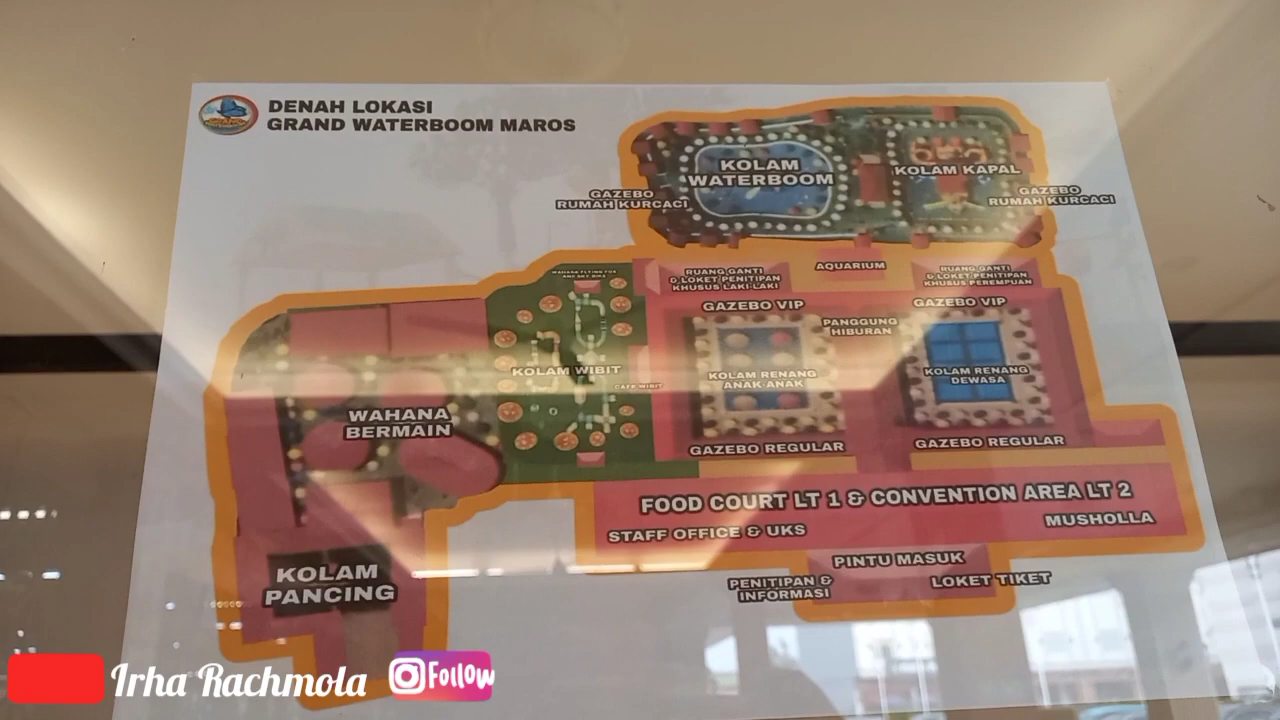 DENAH LOKASI
GRAND WATERBOOM MAROS
KOLAM
WATERBOOM
KOLAM KAPAL
GAZEBO
RUMAH KURCACI
GAZEBO
RUMAH KURCACI
AQUARIUM
RUANG GANTI
& LOKET PENITIPAN
KHUSUS LAKI-LAKI
RUANG GANTI
& LOKET PENITIPAN
KHUSUS PEREMPUAN
GAZEBO VIP
GAZEBO VIP
PANGGUNG
HIBURAN
KOLAM WIBIT
CAFE WIBIT
KOLAM RENANG
ANAK-ANAK
KOLAM RENANG
DEWASA
WAHANA
BERMAIN
GAZEBO REGULAR
GAZEBO REGULAR
FOOD COURT LT 1 & CONVENTION AREA LT 2
STAFF OFFICE & UKS
MUSHOLLA
PINTU MASUK
PENITIPAN &
INFORMASI
LOKET TIKET
KOLAM
PANCING
Irha Rachmola
Follow